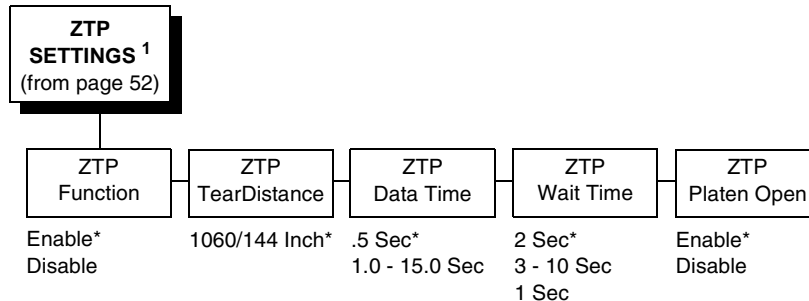 ZTP
SETTINGS 1
(from page 52)
ZTP
Function
Enable*
Disable
ZTP
TearDistance
1060/144 Inch*
ZTP
Data Time
.5 Sec*
1.0 - 15.0 Sec
ZTP
Wait Time
2 Sec*
3 - 10 Sec
1 Sec
ZTP
Platen Open
Enable*
Disable